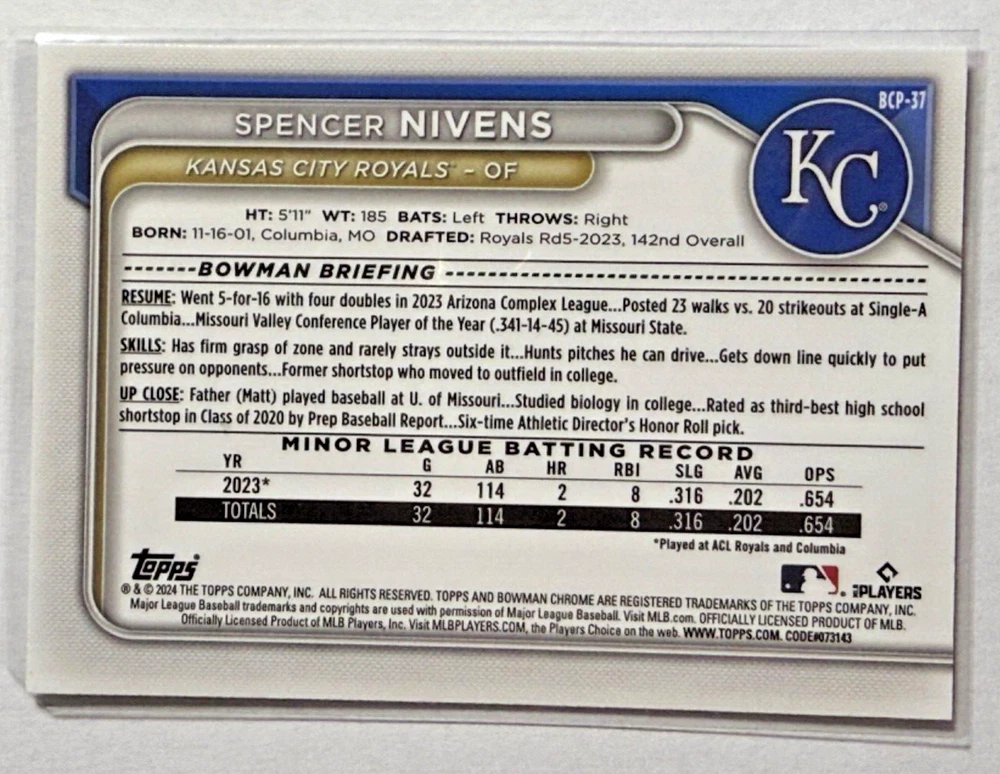 BCP-37
SPENCER NIVENS
KANSAS CITY ROYALS™ - OF
KC®
HT: 5'11" WT: 185 BATS: Left THROWS: Right
BORN: 11-16-01, Columbia, MO DRAFTED: Royals Rd5-2023, 142nd Overall
BOWMAN BRIEFING
RESUME: Went 5-for-16 with four doubles in 2023 Arizona Complex League...Posted 23 walks vs. 20 strikeouts at Single-A
Columbia...Missouri Valley Conference Player of the Year (.341-14-45) at Missouri State.
SKILLS: Has firm grasp of zone and rarely strays outside it...Hunts pitches he can drive...Gets down line quickly to put
pressure on opponents...Former shortstop who moved to outfield in college.
UP CLOSE: Father (Matt) played baseball at U. of Missouri...Studied biology in college...Rated as third-best high school
shortstop in Class of 2020 by Prep Baseball Report...Six-time Athletic Director's Honor Roll pick.
MINOR LEAGUE BATTING RECORD
YR G AB HR RBI SLG AVG OPS
2023* 32 114 2 8 .316 .202 .654
TOTALS 32 114 2 8 .316 .202 .654
*Played at ACL Royals and Columbia
Topps
PLAYERS
® & © 2024 THE TOPPS COMPANY, INC. ALL RIGHTS RESERVED. TOPPS AND BOWMAN CHROME ARE REGISTERED TRADEMARKS OF THE TOPPS COMPANY, INC.
Major League Baseball trademarks and copyrights are used with permission of Major League Baseball. Visit MLB.com. OFFICIALLY LICENSED PRODUCT OF MLB.
Officially Licensed Product of MLB Players, Inc. Visit MLBPLAYERS.COM, the Players Choice on the web. WWW.TOPPS.COM. CODE#073143